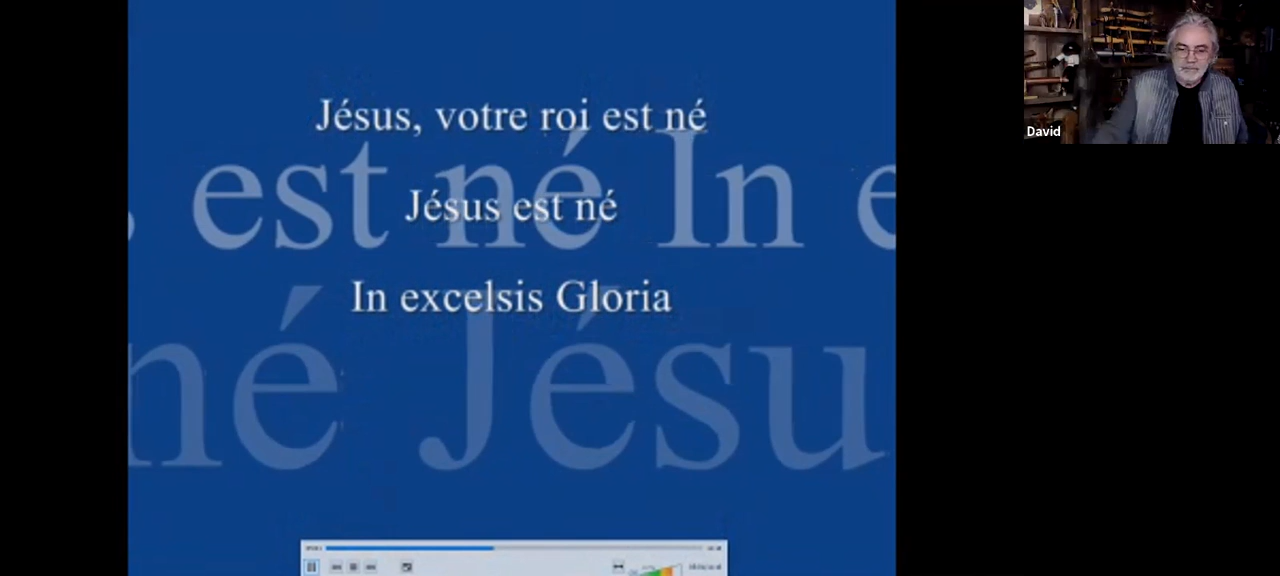 Jésus, votre roi est né
est né In e
Jésus est né
In excelsis Gloria
né Jésu
David